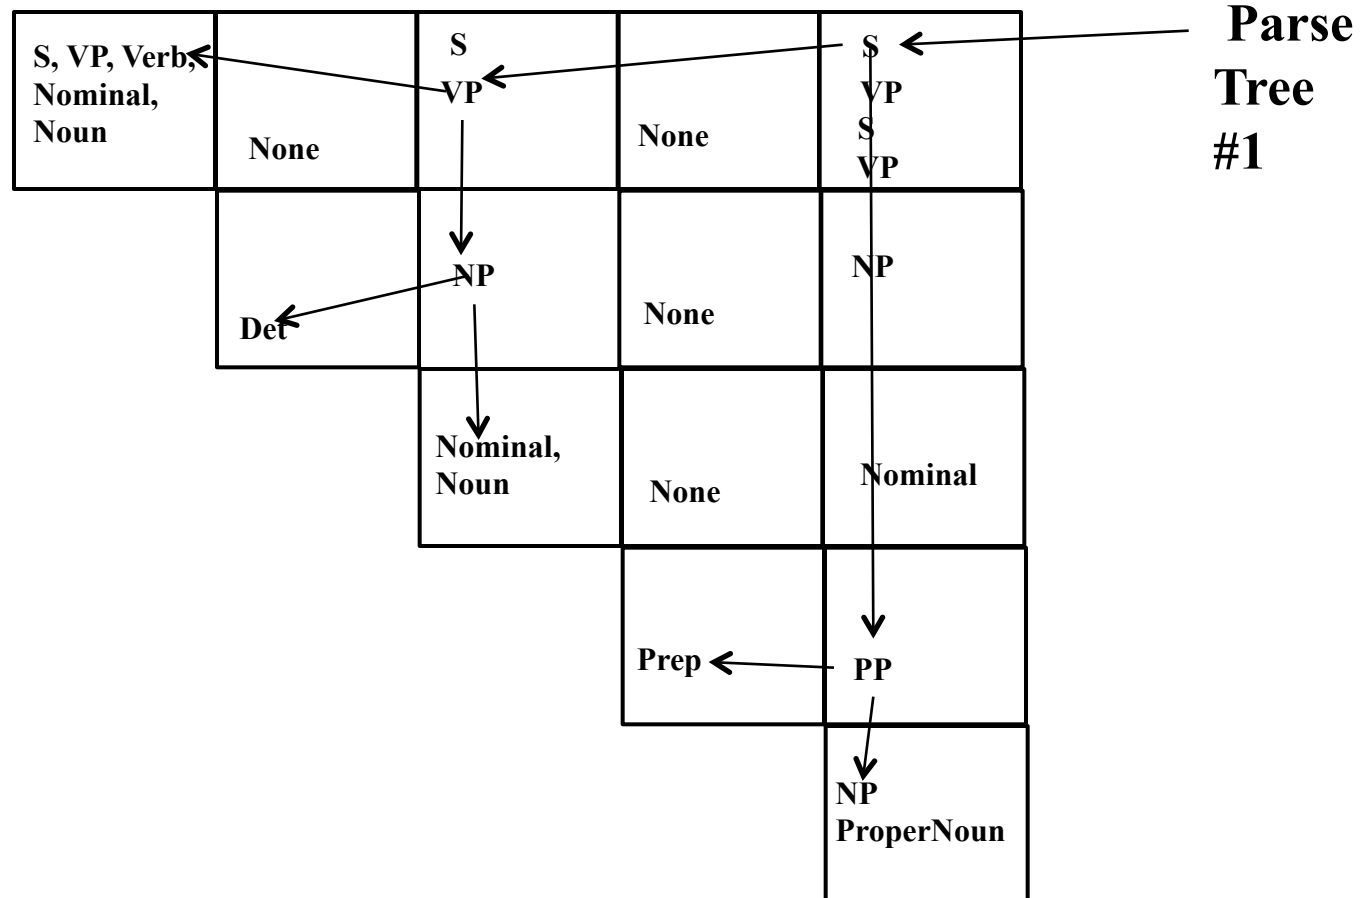 S, VP, Verb,
Nominal,
Noun
None
S
VP
None
S
VP
S
VP
Parse
Tree
#1
Det
NP
None
NP
Nominal,
Noun
None
Nominal
Prep
PP
NP
ProperNoun